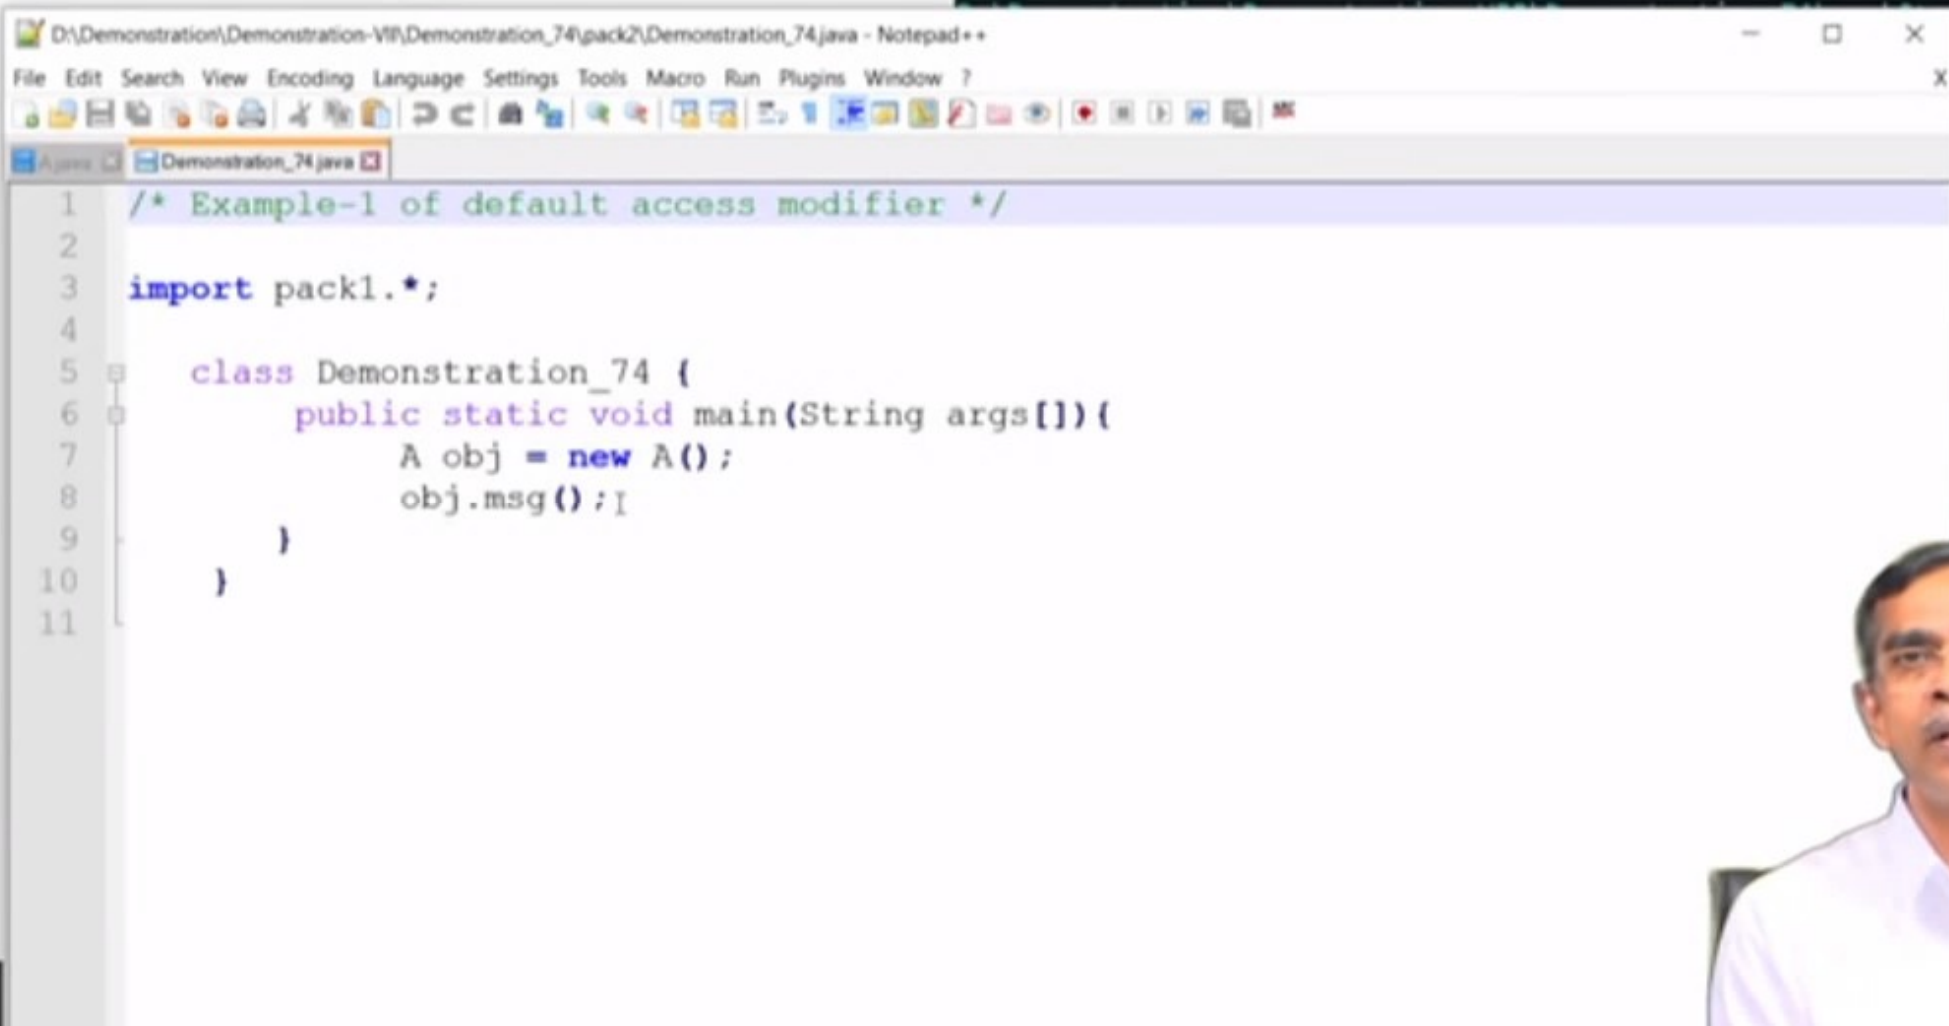 D:\Demonstration\Demonstration-VII\Demonstration_74\pack2\Demonstration_74.java - Notepad++
File Edit Search View Encoding Language Settings Tools Macro Run Plugins Window ?
X
A.java Demonstration_74.java
1 /* Example-1 of default access modifier */
2
3 import pack1.*;
4
5 class Demonstration_74 {
6 public static void main(String args[]){
7 A obj = new A();
8 obj.msg();
9 }
10 }
11